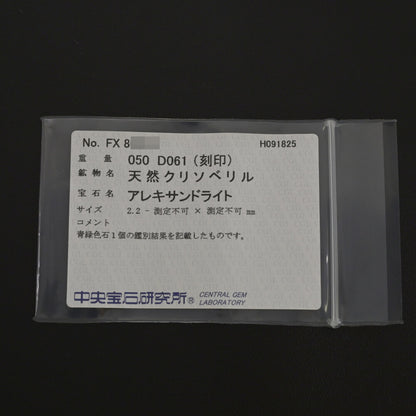 No. FX 8
H091825
重量 050 D061 (刻印)
鉱物名 天然クリソベリル
宝石名 アレキサンドライト
サイズ 2.2 - 測定不可 × 測定不可 mm
コメント
青緑色石1個の鑑別結果を記載したものです。
中央宝石研究所® CENTRAL GEM
LABORATORY